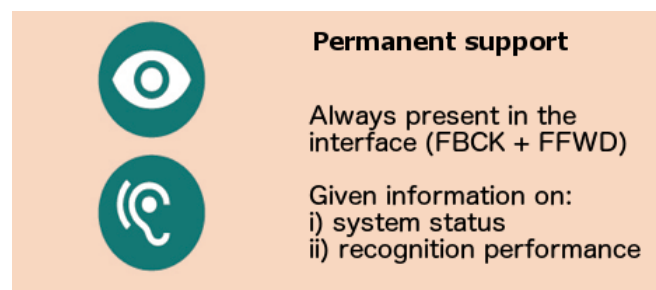 Permanent support
Always present in the
interface (FBCK + FFWD)
Given information on:
i) system status
ii) recognition performance